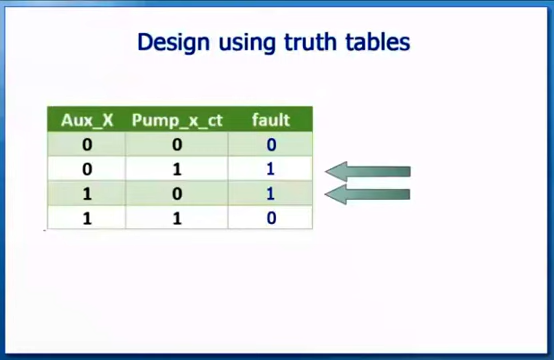 Design using truth tables
Aux_X Pump_x_ct fault
0 0 0
0 1 1
1 0 1
1 1 0